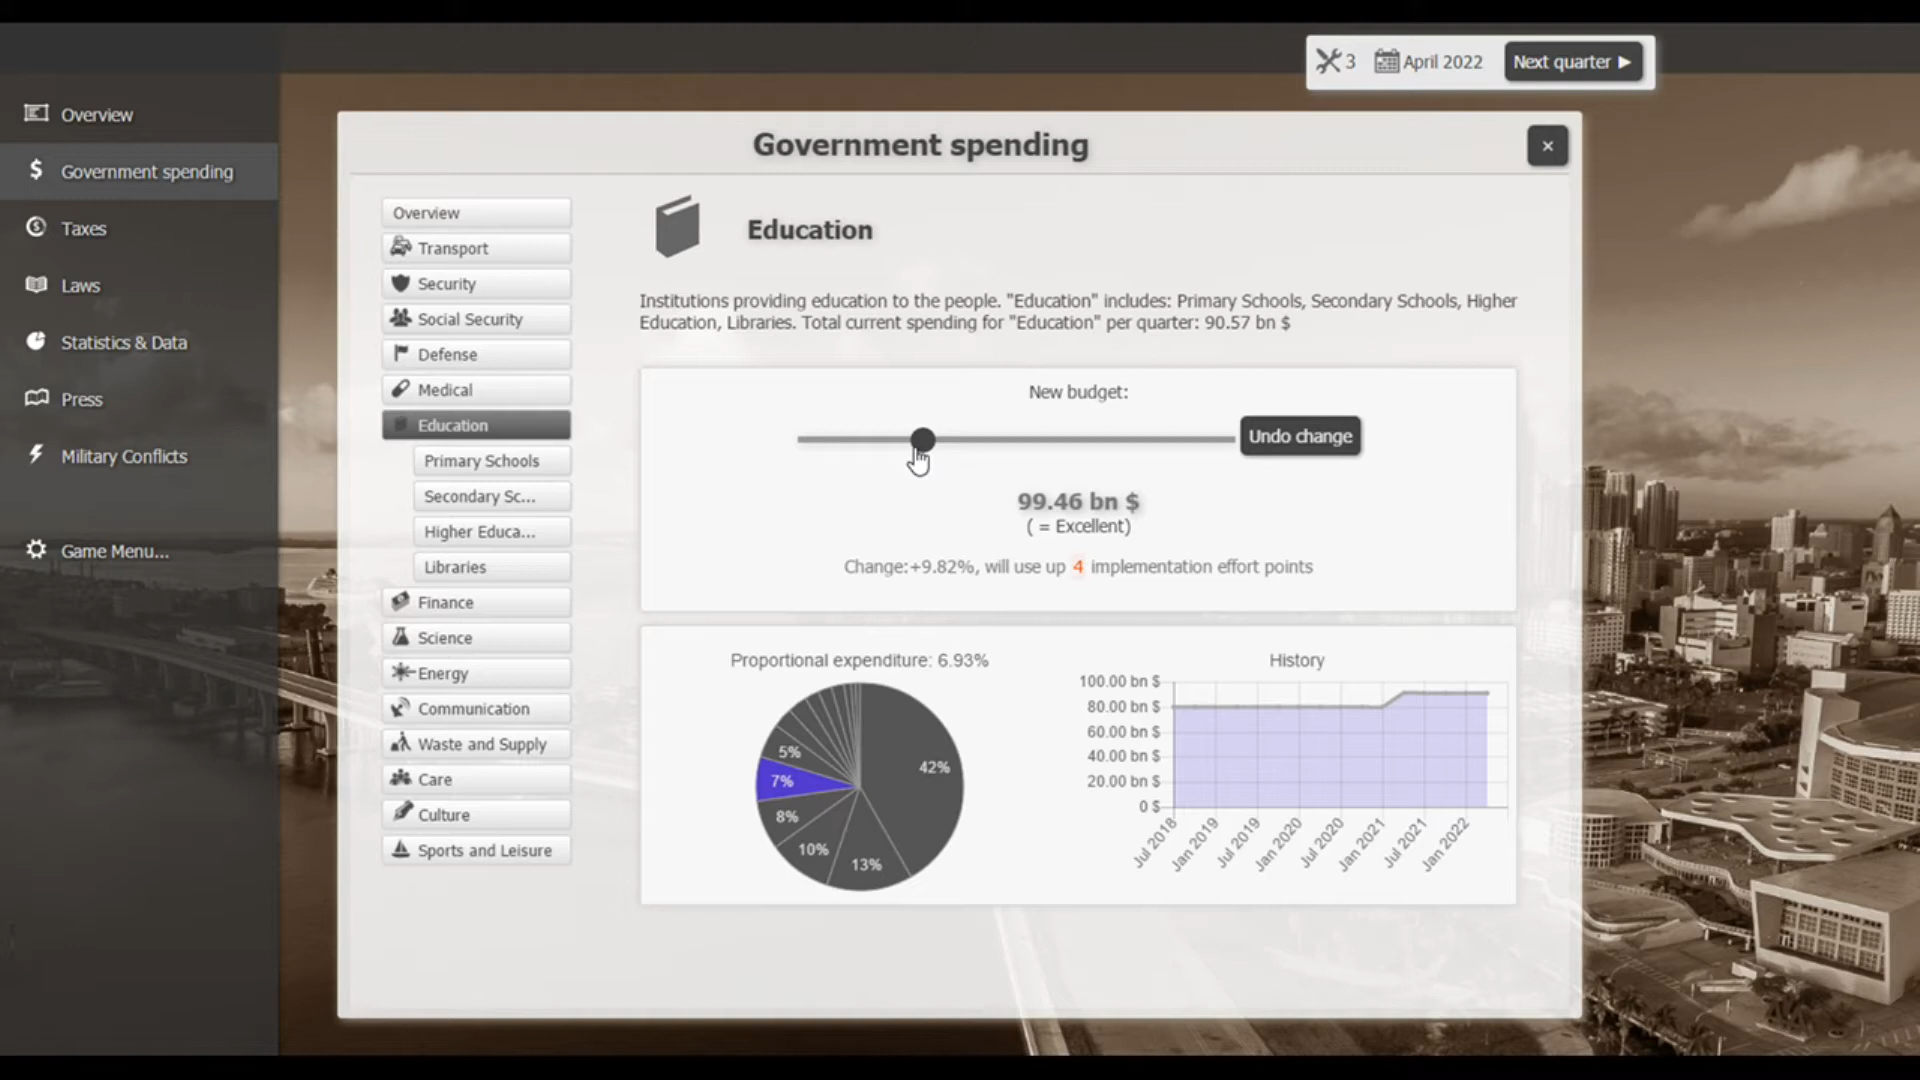 3 April 2022 Next quarter
Overview
Government spending
Taxes
Laws
Statistics & Data
Press
Military Conflicts
Game Menu...
Government spending
×
Overview
Transport
Security
Social Security
Defense
Medical
Education
Primary Schools
Secondary Sc...
Higher Educa...
Libraries
Finance
Science
Energy
Communication
Waste and Supply
Care
Culture
Sports and Leisure
Education
Institutions providing education to the people. "Education" includes: Primary Schools, Secondary Schools, Higher
Education, Libraries. Total current spending for "Education" per quarter: 90.57 bn $
New budget:
Undo change
99.46 bn $
( = Excellent)
Change:+9.82%, will use up 4 implementation effort points
Proportional expenditure: 6.93%
5%
7%
8%
10%
13%
42%
History
100.00 bn $
80.00 bn $
60.00 bn $
40.00 bn $
20.00 bn $
0 $
Jul 2018
Jan 2019
Jul 2019
Jan 2020
Jul 2020
Jan 2021
Jul 2021
Jan 2022